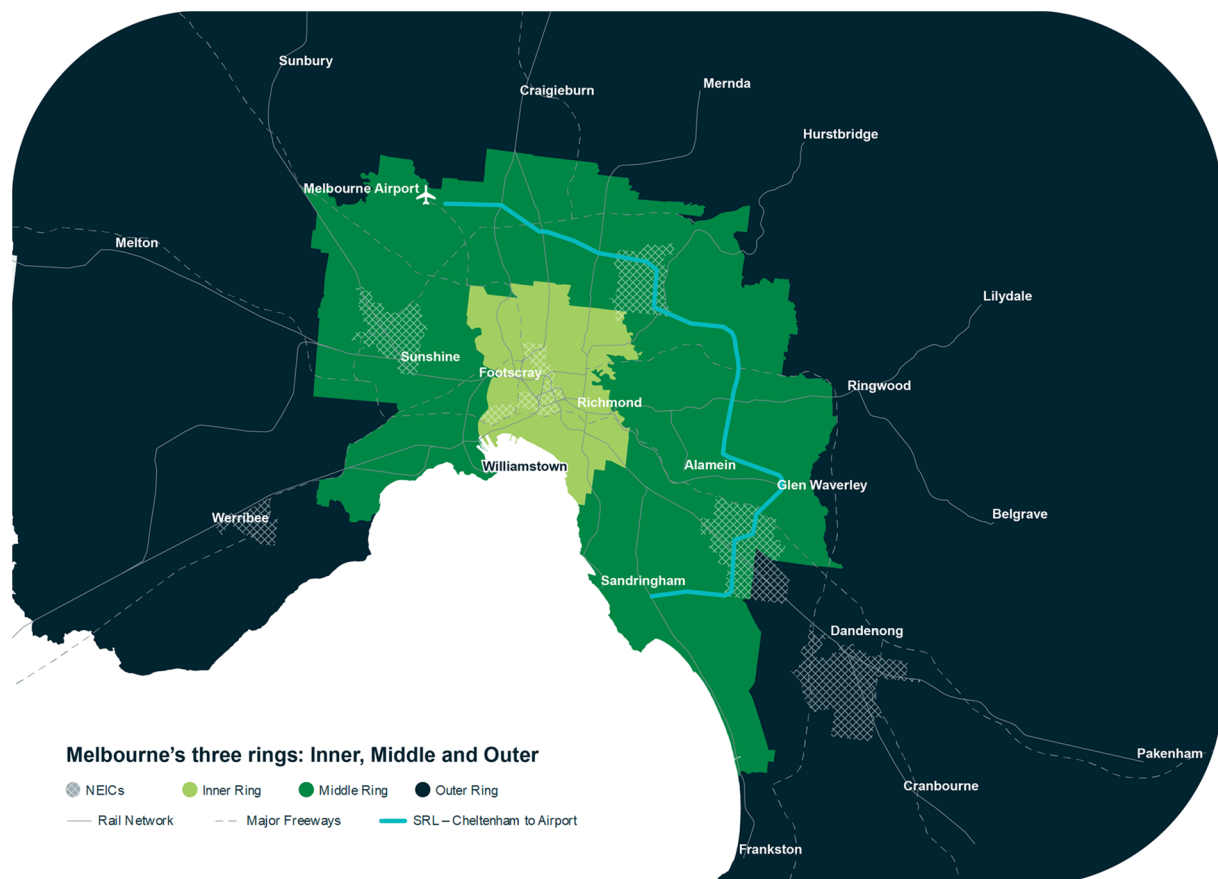 Sunbury
Craigieburn
Mernda
Hurstbridge
Melbourne Airport
Melton
Lilydale
Sunshine
Footscray
Ringwood
Richmond
Williamstown
Alamein
Glen Waverley
Werribee
Belgrave
Sandringham
Dandenong
Pakenham
Cranbourne
Frankston
Melbourne's three rings: Inner, Middle and Outer
NEICs
Inner Ring
Middle Ring
Outer Ring
Rail Network
Major Freeways
SRL – Cheltenham to Airport